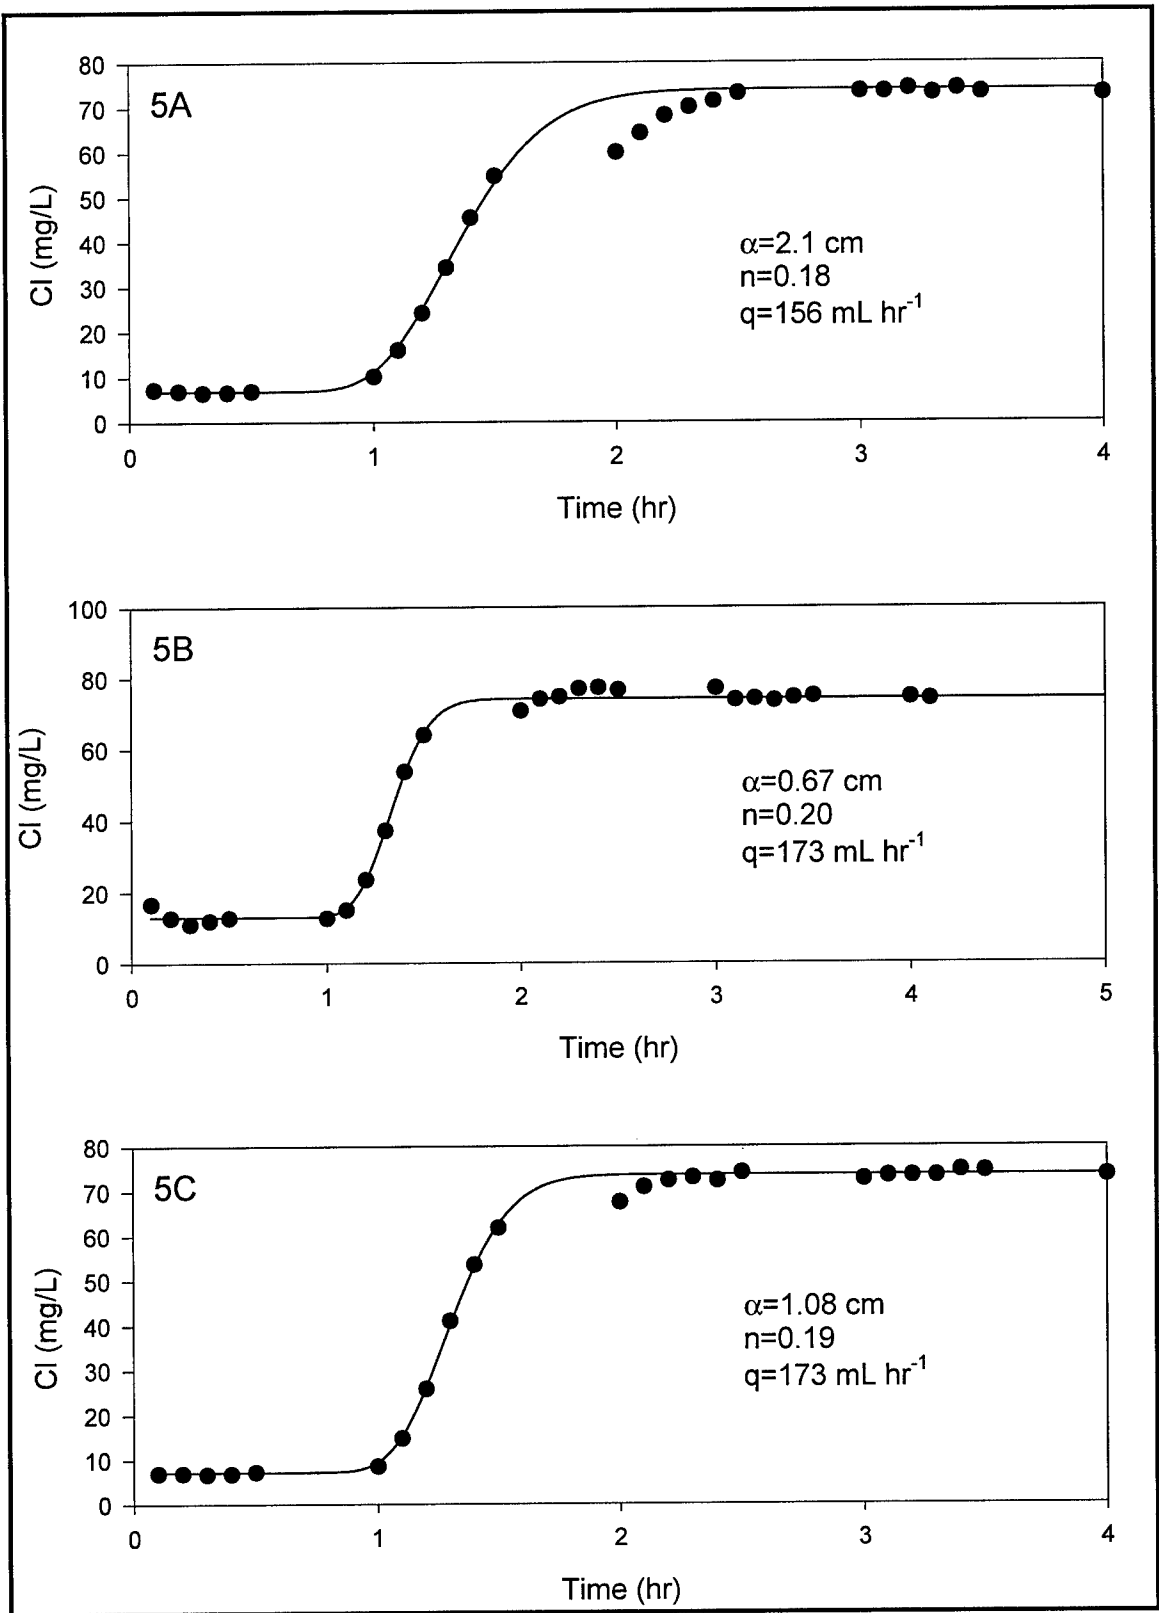 5A
80
70
60
50
40
30
20
10
0
Cl (mg/L)
α=2.1 cm
n=0.18
q=156 mL hr-1
0 1 2 3 4
Time (hr)
5B
100
80
60
40
20
0
Cl (mg/L)
α=0.67 cm
n=0.20
q=173 mL hr-1
0 1 2 3 4 5
Time (hr)
5C
80
70
60
50
40
30
20
10
0
Cl (mg/L)
α=1.08 cm
n=0.19
q=173 mL hr-1
0 1 2 3 4
Time (hr)